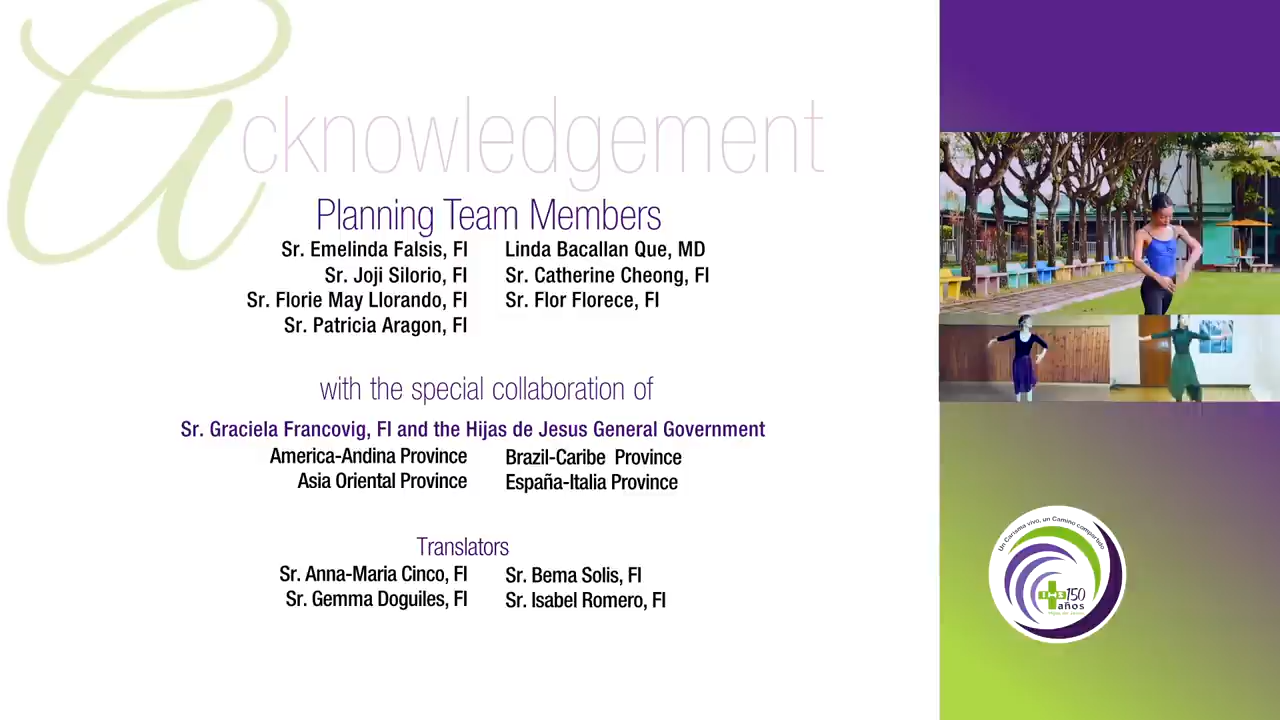 Acknowledgement
Planning Team Members
Sr. Emelinda Falsis, FI
Linda Bacallan Que, MD
Sr. Joji Silorio, FI
Sr. Catherine Cheong, FI
Sr. Florie May Llorando, FI
Sr. Flor Florece, FI
Sr. Patricia Aragon, FI
with the special collaboration of
Sr. Graciela Francovig, FI and the Hijas de Jesus General Government
America-Andina Province
Brazil-Caribe Province
Asia Oriental Province
España-Italia Province
Translators
Sr. Anna-Maria Cinco, FI
Sr. Bema Solis, FI
Sr. Gemma Doguiles, FI
Sr. Isabel Romero, FI
Un Carisma vivo, un Camino compartido
IHS 150
años
Hijas de Jesús